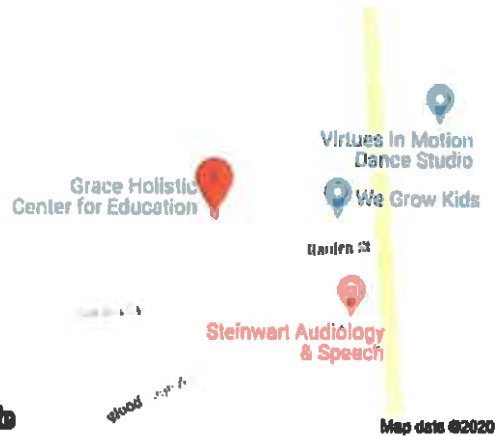 Virtues in Motion
Dance Studio
Grace Holistic
Center for Education
We Grow Kids
Steinwart Audiology
& Speech
Map data ©2020